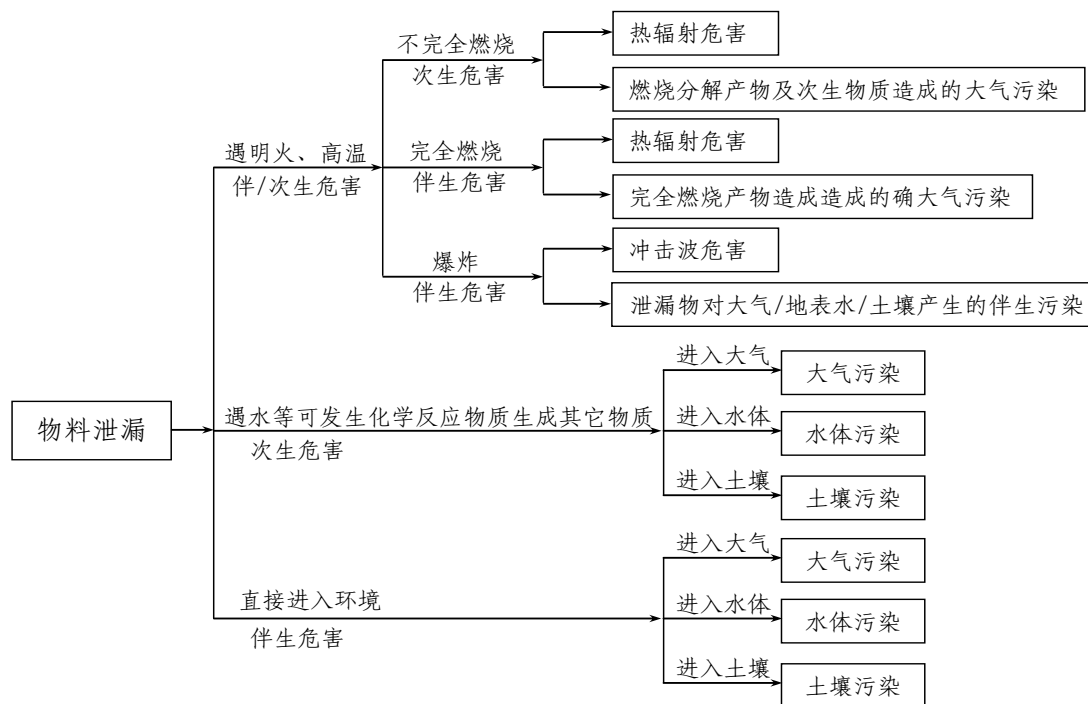 不完全燃烧
次生危害
热辐射危害
燃烧分解产物及次生物质造成的大气污染
遇明火、高温
伴/次生危害
完全燃烧
伴生危害
热辐射危害
完全燃烧产物造成造成的确大气污染
爆炸
伴生危害
冲击波危害
泄漏物对大气/地表水/土壤产生的伴生污染
物料泄漏
遇水等可发生化学反应物质生成其它物质
次生危害
进入大气
大气污染
进入水体
水体污染
进入土壤
土壤污染
直接进入环境
伴生危害
进入大气
大气污染
进入水体
水体污染
进入土壤
土壤污染